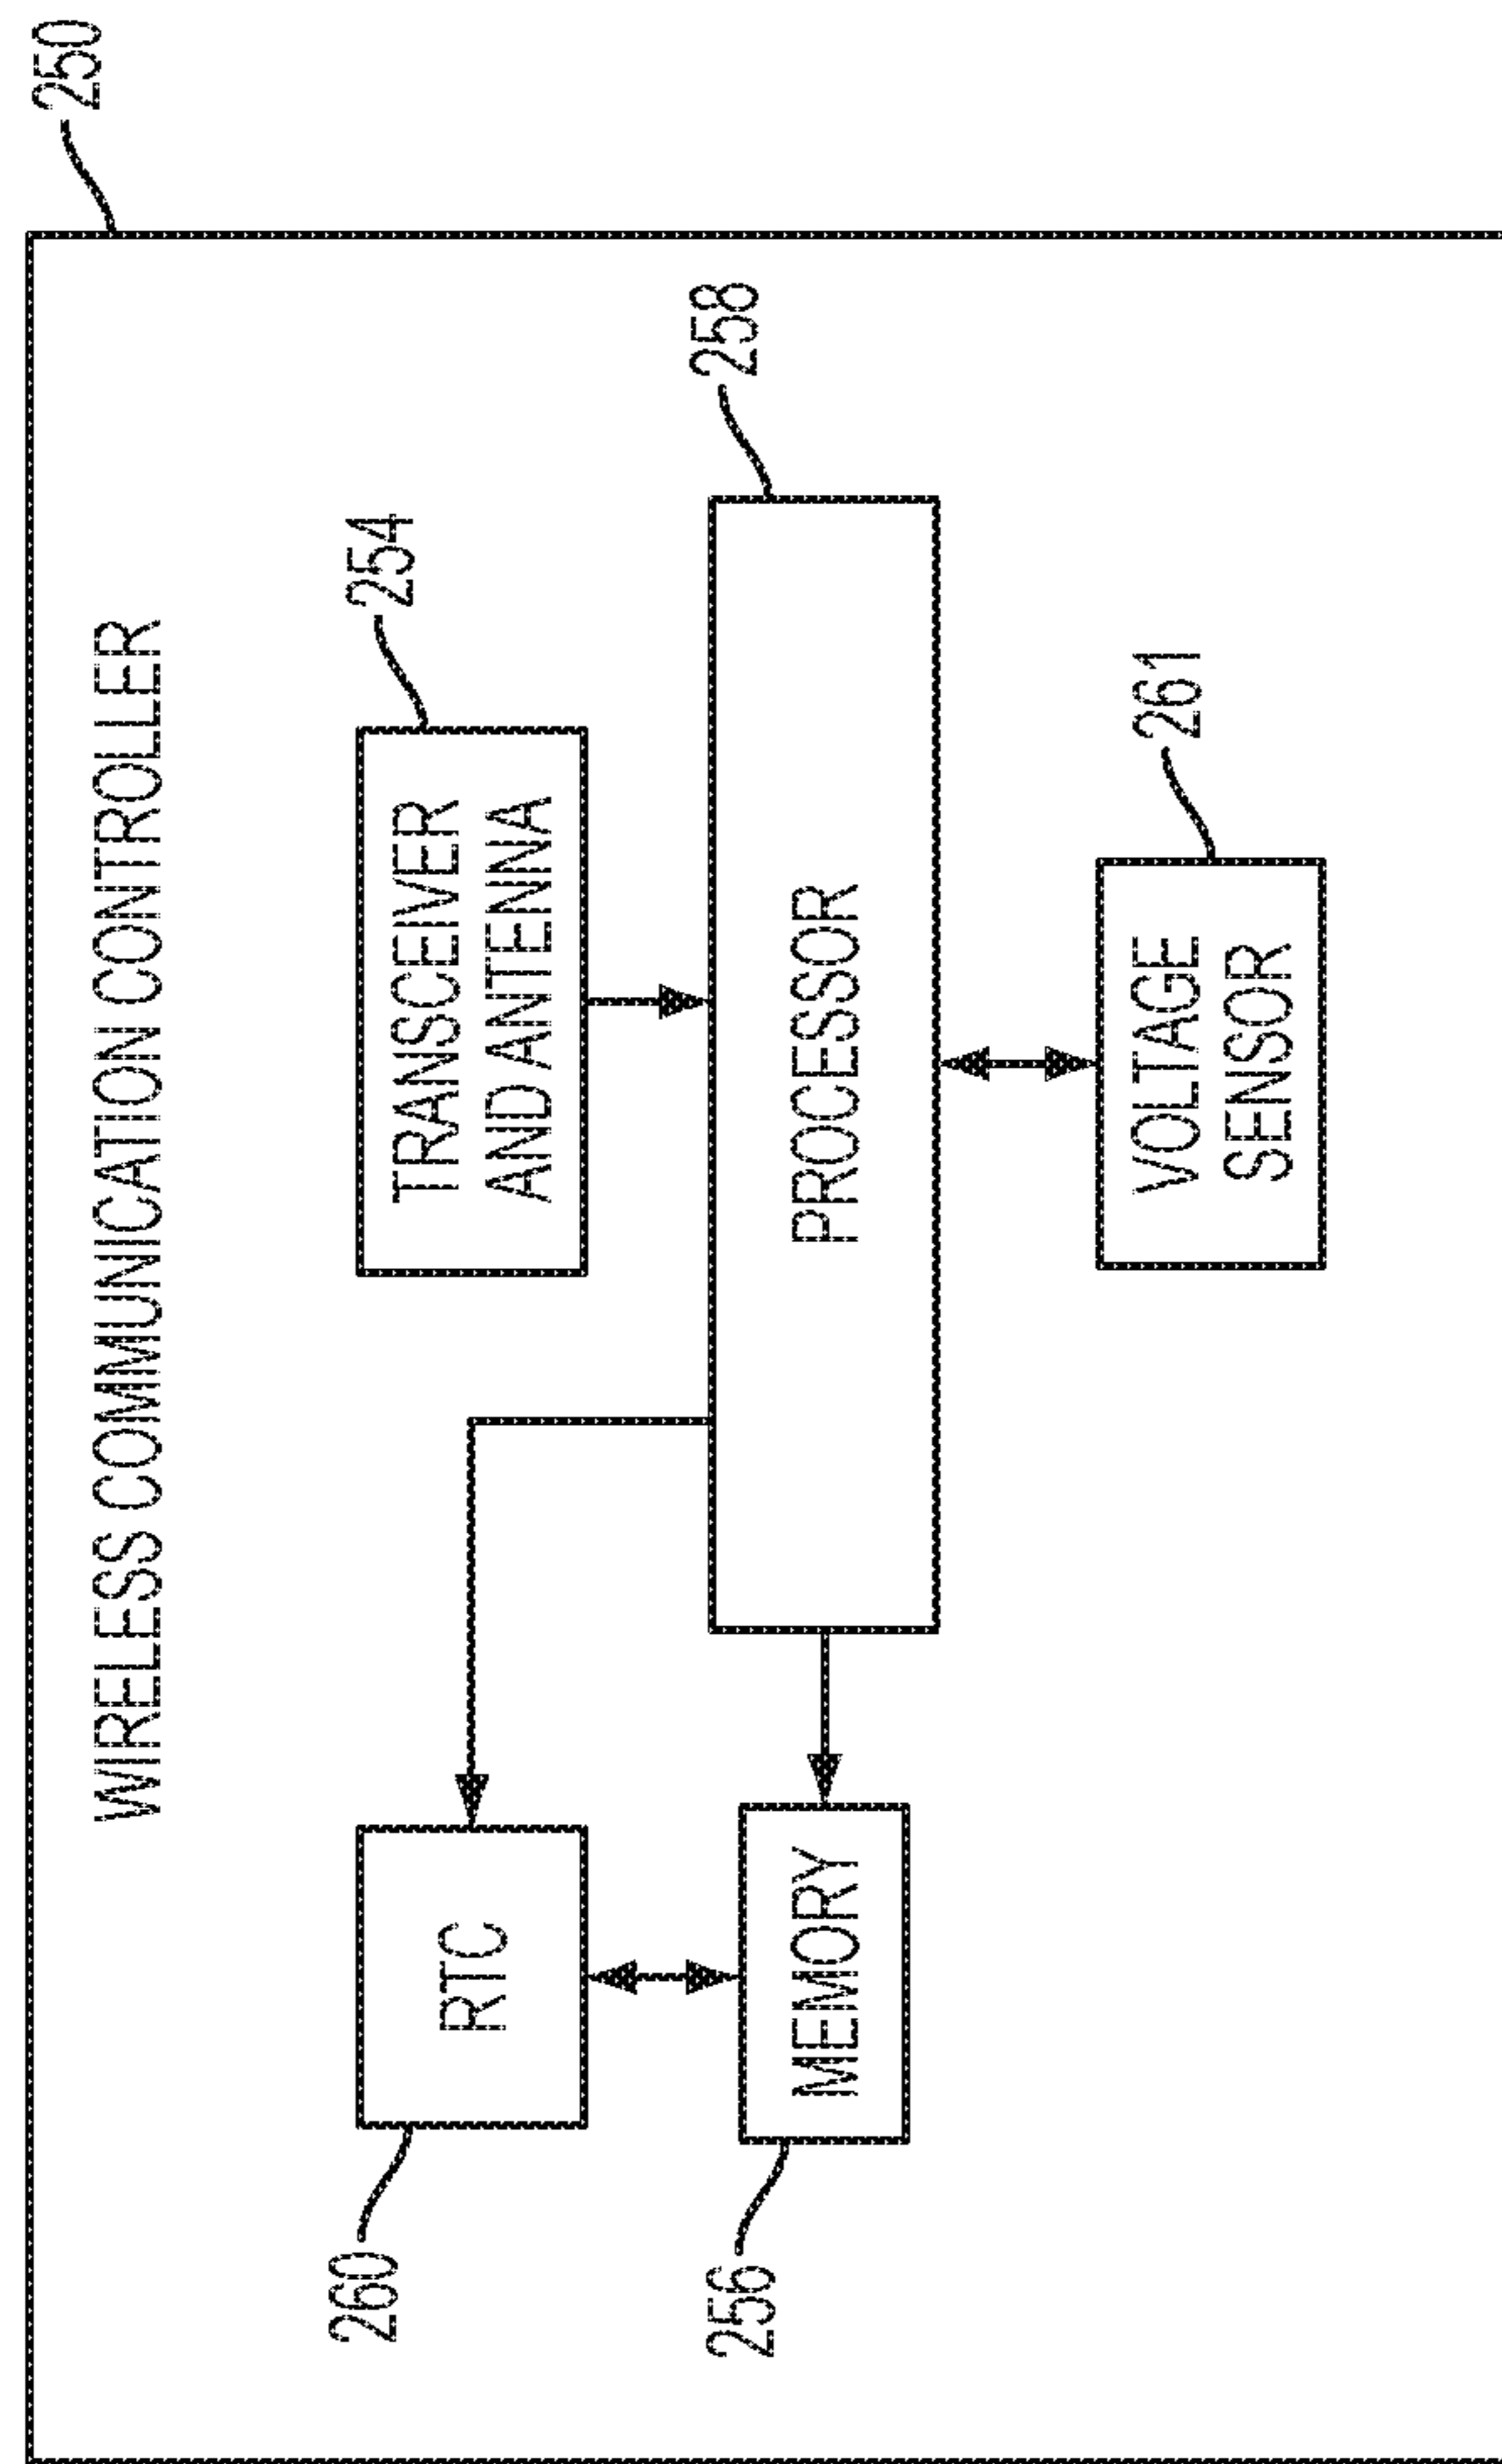 250
WIRELESS COMMUNICATION CONTROLLER
260
RTC
TRANSCEIVER
AND ANTENNA
254
256
MEMORY
PROCESSOR
258
VOLTAGE
SENSOR
261